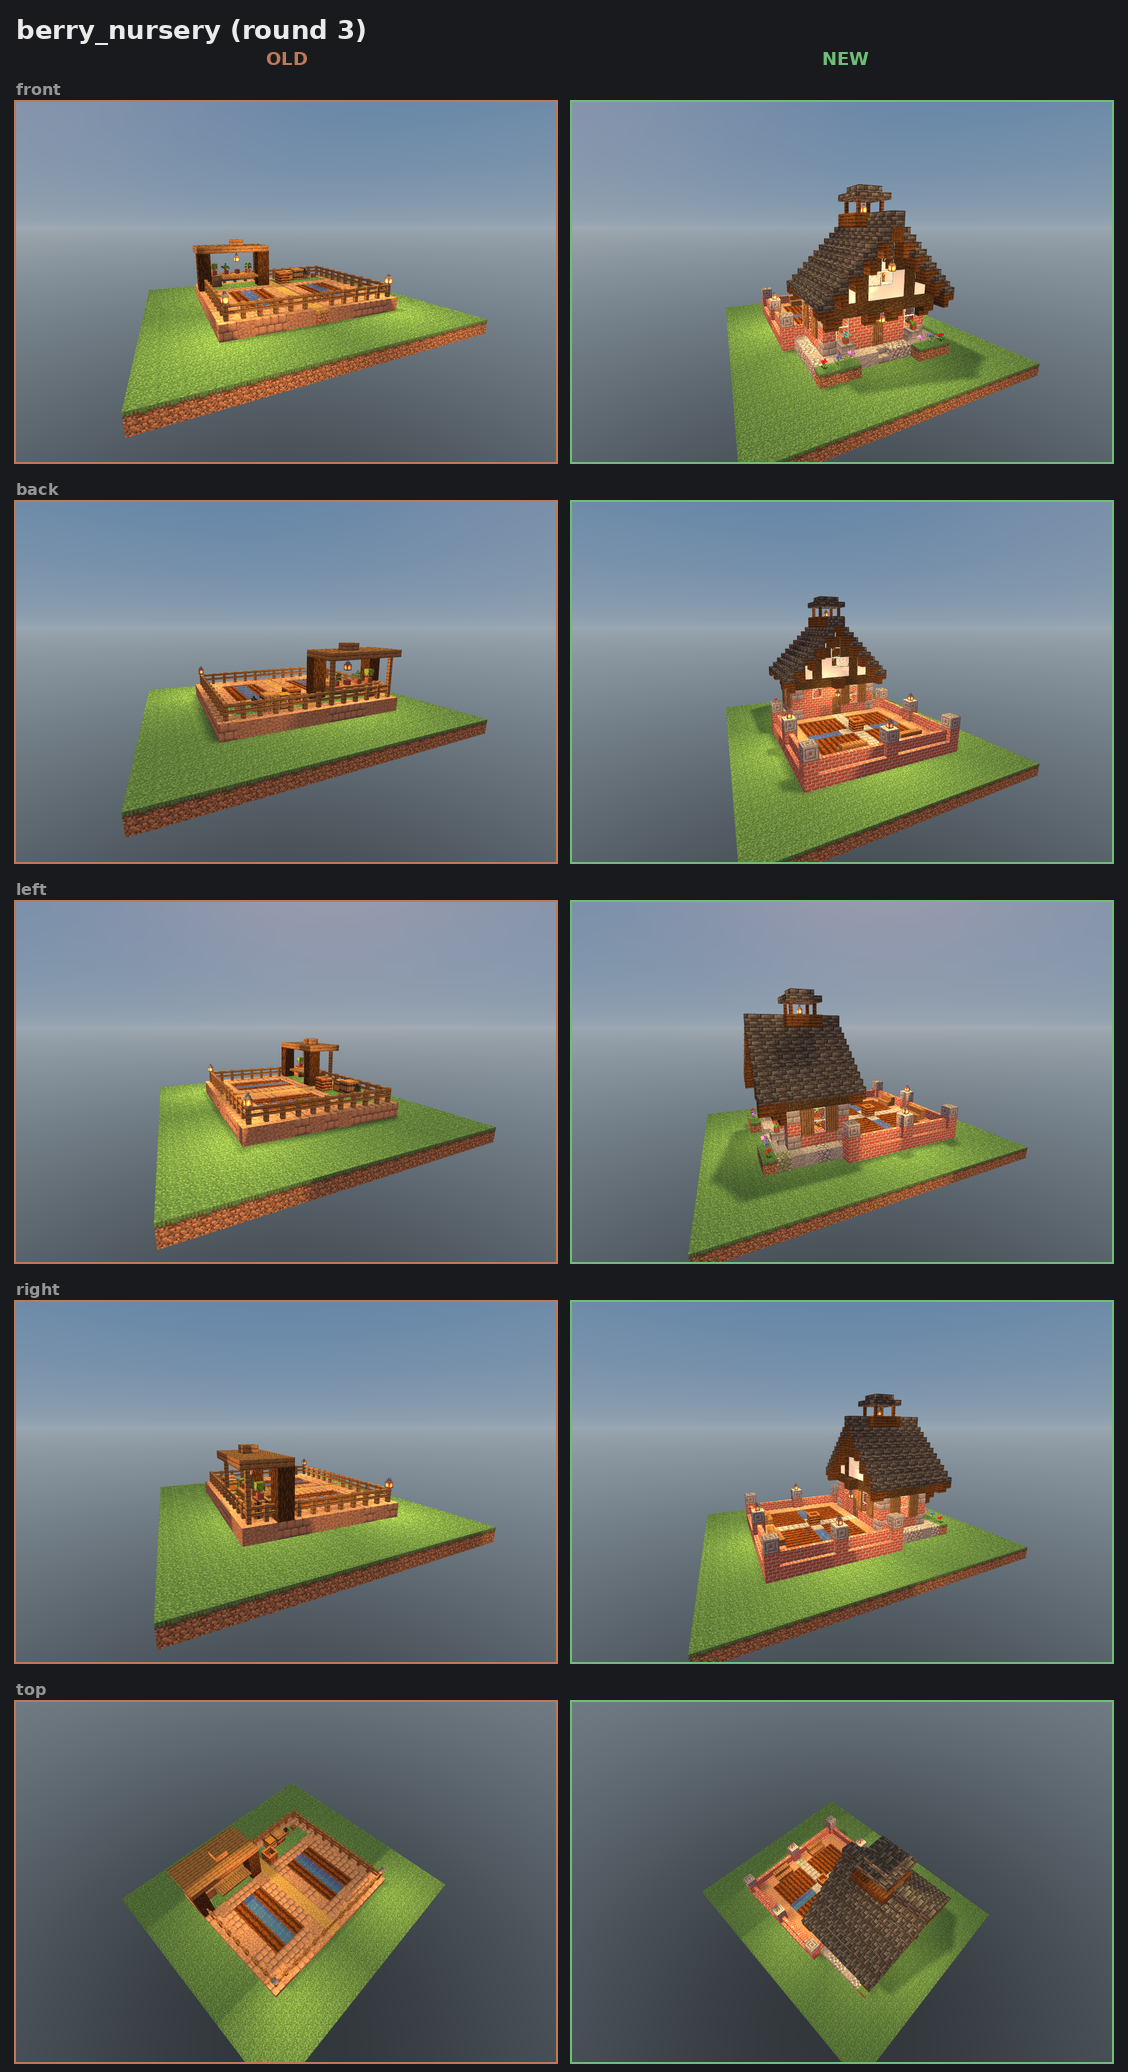 berry_nursery (round 3)
OLD
NEW
front
back
left
right
top